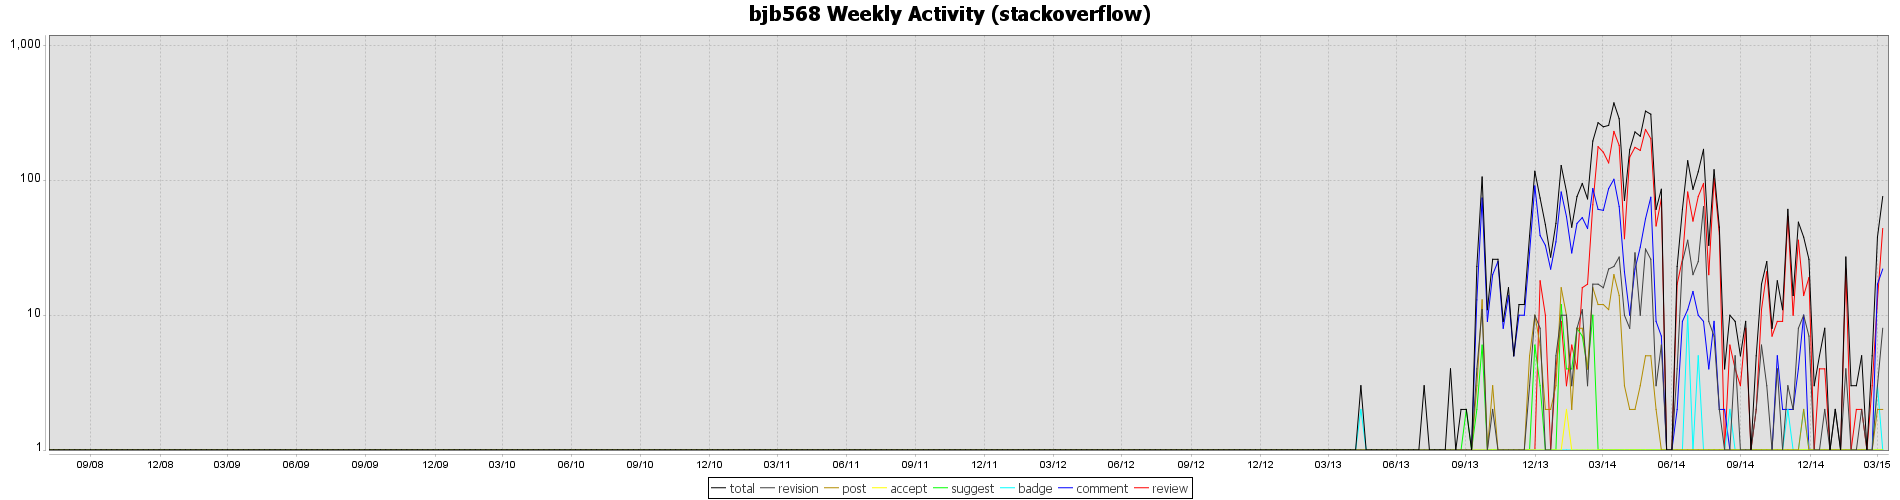 bjb568 Weekly Activity (stackoverflow)
1,000
100
10
1
09/08 12/08 03/09 06/09 09/09 12/09 03/10 06/10 09/10 12/10 03/11 06/11 09/11 12/11 03/12 06/12 09/12 12/12 03/13 06/13 09/13 12/13 03/14 06/14 09/14 12/14 03/15
total revision post accept suggest badge comment review